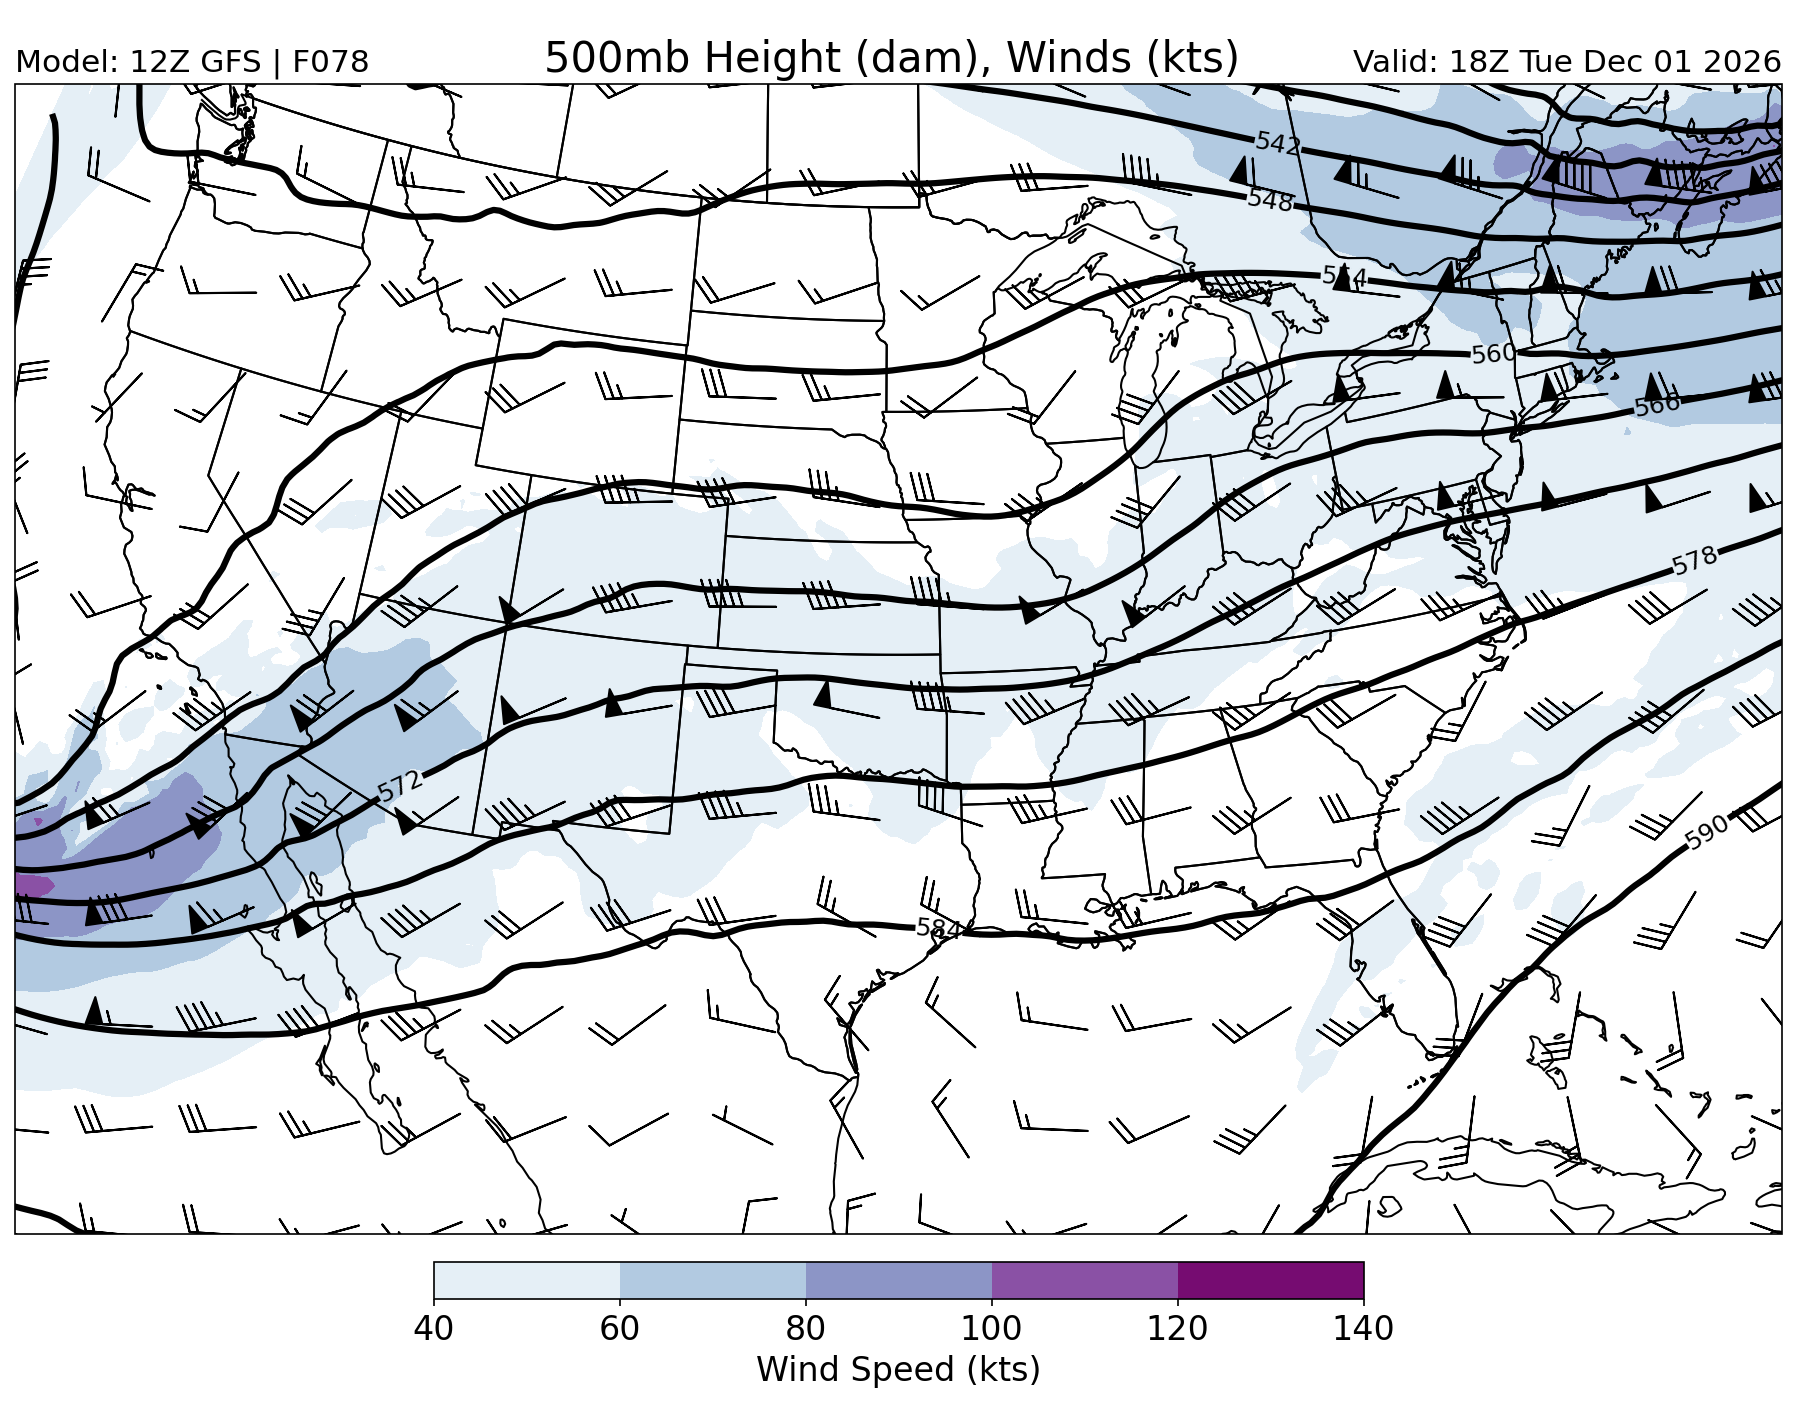 Model: 12Z GFS | F078
500mb Height (dam), Winds (kts)
Valid: 18Z Tue Dec 01 2026
542
548
554
560
566
578
572
590
584
40 60 80 100 120 140
Wind Speed (kts)